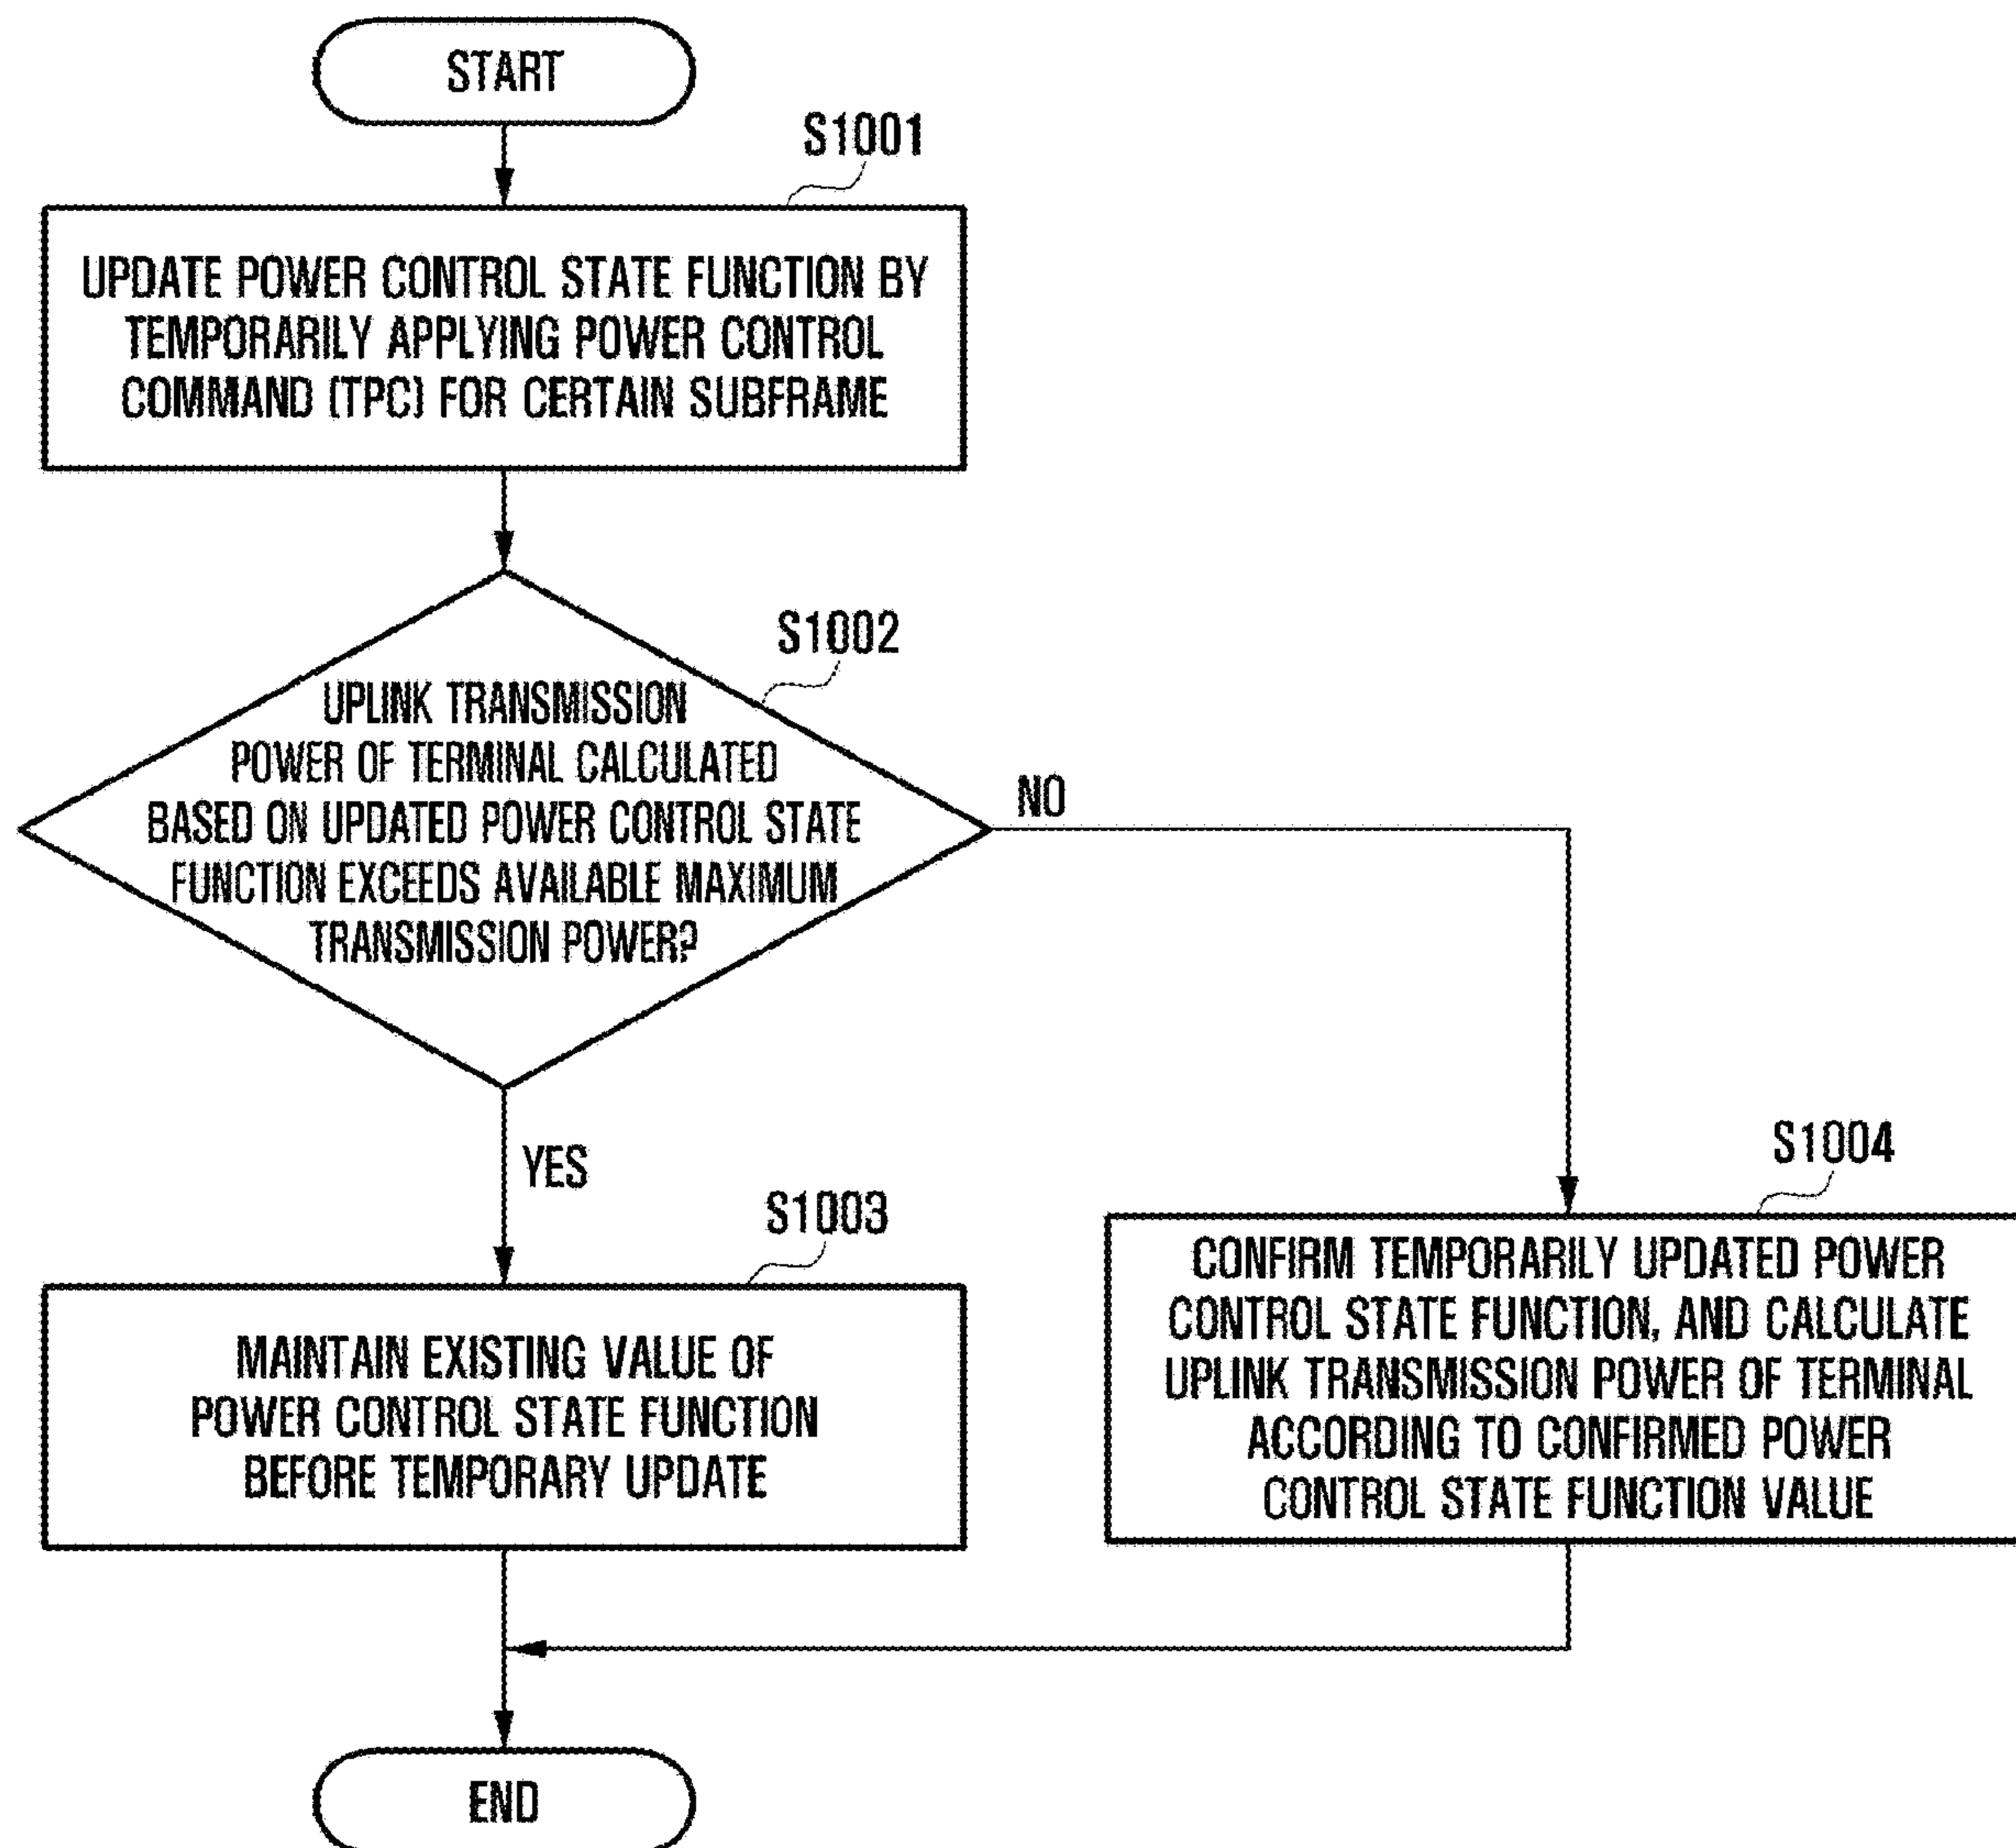 START
S1001
UPDATE POWER CONTROL STATE FUNCTION BY
TEMPORARILY APPLYING POWER CONTROL
COMMAND (TPC) FOR CERTAIN SUBFRAME
S1002
UPLINK TRANSMISSION
POWER OF TERMINAL CALCULATED
BASED ON UPDATED POWER CONTROL STATE
FUNCTION EXCEEDS AVAILABLE MAXIMUM
TRANSMISSION POWER?
NO
YES
S1003
MAINTAIN EXISTING VALUE OF
POWER CONTROL STATE FUNCTION
BEFORE TEMPORARY UPDATE
S1004
CONFIRM TEMPORARILY UPDATED POWER
CONTROL STATE FUNCTION, AND CALCULATE
UPLINK TRANSMISSION POWER OF TERMINAL
ACCORDING TO CONFIRMED POWER
CONTROL STATE FUNCTION VALUE
END